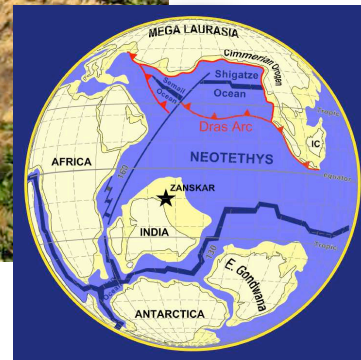 MEGA LAURASIA
Cimmerian Orogen
Shigatze
Ocean
Semail
Ocean
Dras Arc
IC
AFRICA
NEOTETHYS
ZANSKAR
INDIA
E. Gondwana
ANTARCTICA